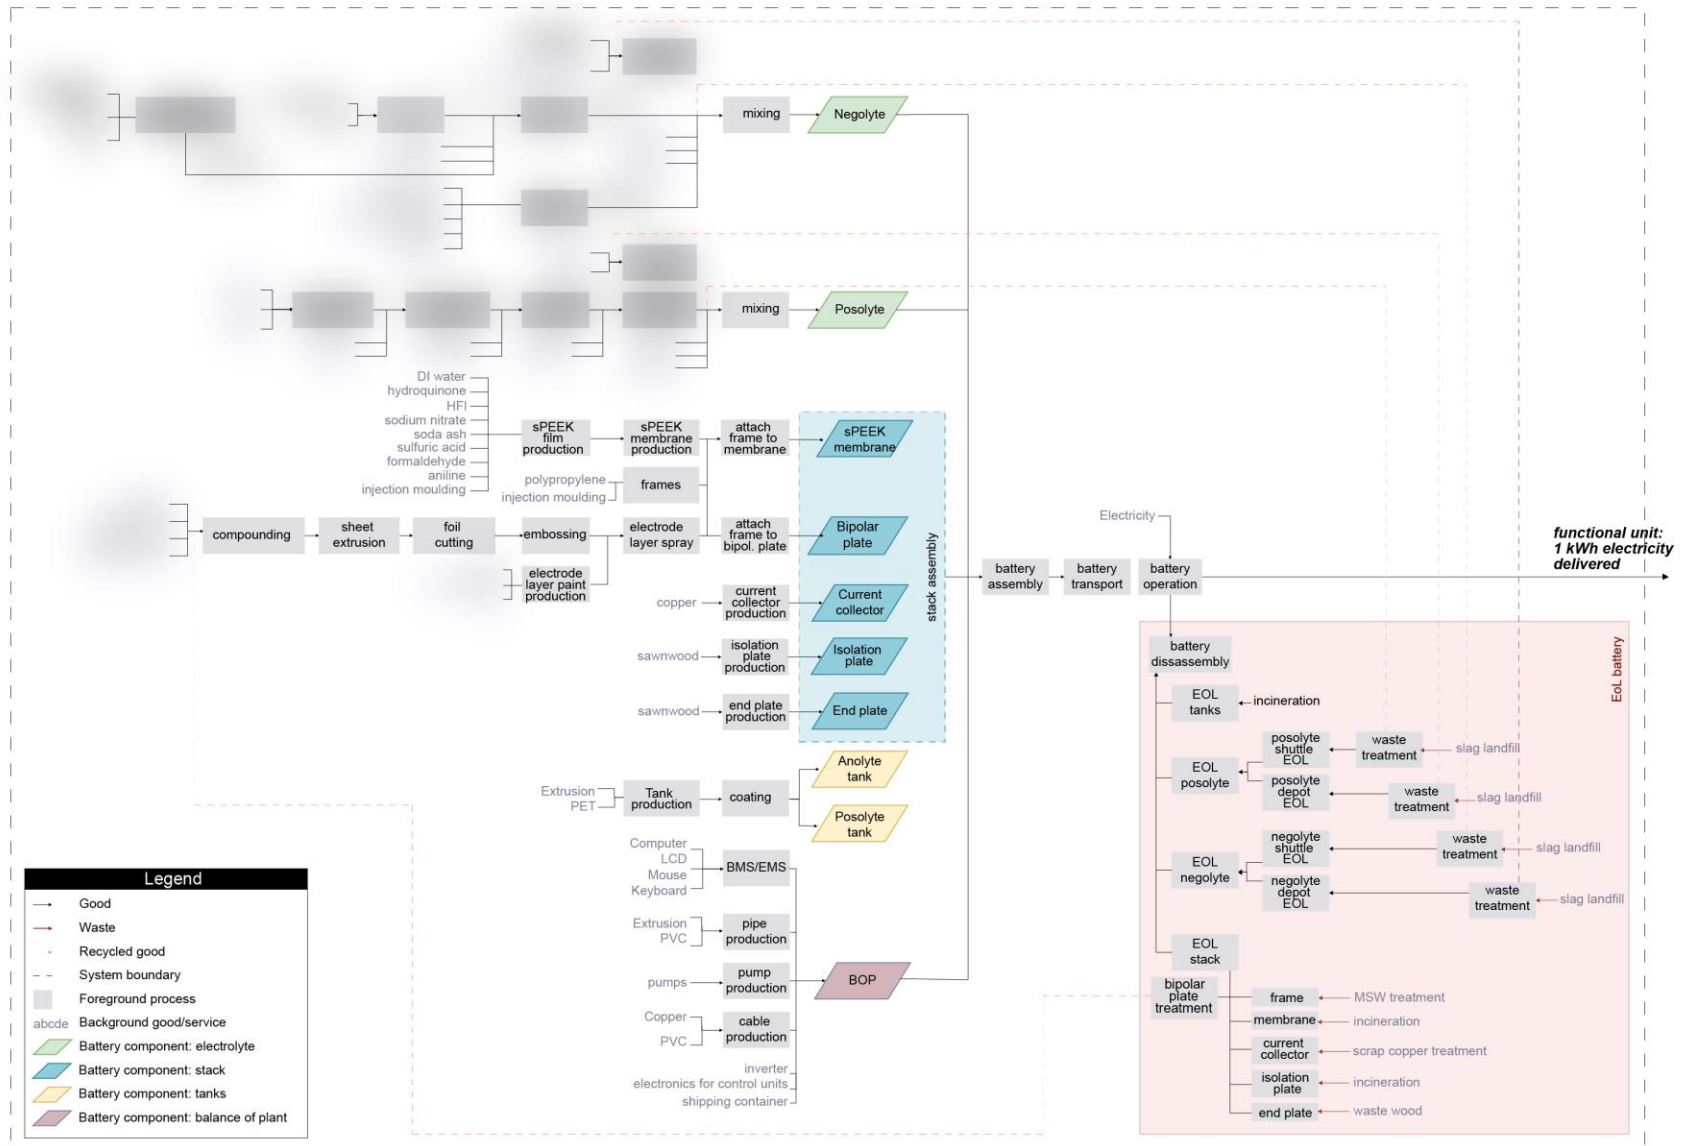 mixing
Negolyte
mixing
Posolyte
DI water
hydroquinone
HFI
sodium nitrate
soda ash
sulfuric acid
formaldehyde
aniline
injection moulding
sPEEK
film
production
sPEEK
membrane
production
attach
frame to
membrane
sPEEK
membrane
polypropylene
injection moulding
frames
compounding
sheet
extrusion
foil
cutting
embossing
electrode
layer spray
attach
frame to
bipol. plate
Bipolar
plate
electrode
layer paint
production
copper
current
collector
production
Current
collector
sawnwood
isolation
plate
production
Isolation
plate
sawnwood
end plate
production
End plate
stack assembly
battery
assembly
battery
transport
Electricity
battery
operation
functional unit:
1 kWh electricity
delivered
Extrusion
PET
Tank
production
coating
Anolyte
tank
Posolyte
tank
Computer
LCD
Mouse
Keyboard
BMS/EMS
Extrusion
PVC
pipe
production
pumps
pump
production
Copper
PVC
cable
production
inverter
electronics for control units
shipping container
BOP
EoL battery
battery
dissassembly
EOL
tanks
incineration
EOL
posolyte
posolyte
shuttle
EOL
waste
treatment
slag landfill
posolyte
depot
EOL
waste
treatment
slag landfill
EOL
negolyte
negolyte
shuttle
EOL
waste
treatment
slag landfill
negolyte
depot
EOL
waste
treatment
slag landfill
EOL
stack
bipolar
plate
treatment
frame
MSW treatment
membrane
incineration
current
collector
scrap copper treatment
isolation
plate
incineration
end plate
waste wood
Legend
Good
Waste
Recycled good
System boundary
Foreground process
abcde Background good/service
Battery component: electrolyte
Battery component: stack
Battery component: tanks
Battery component: balance of plant